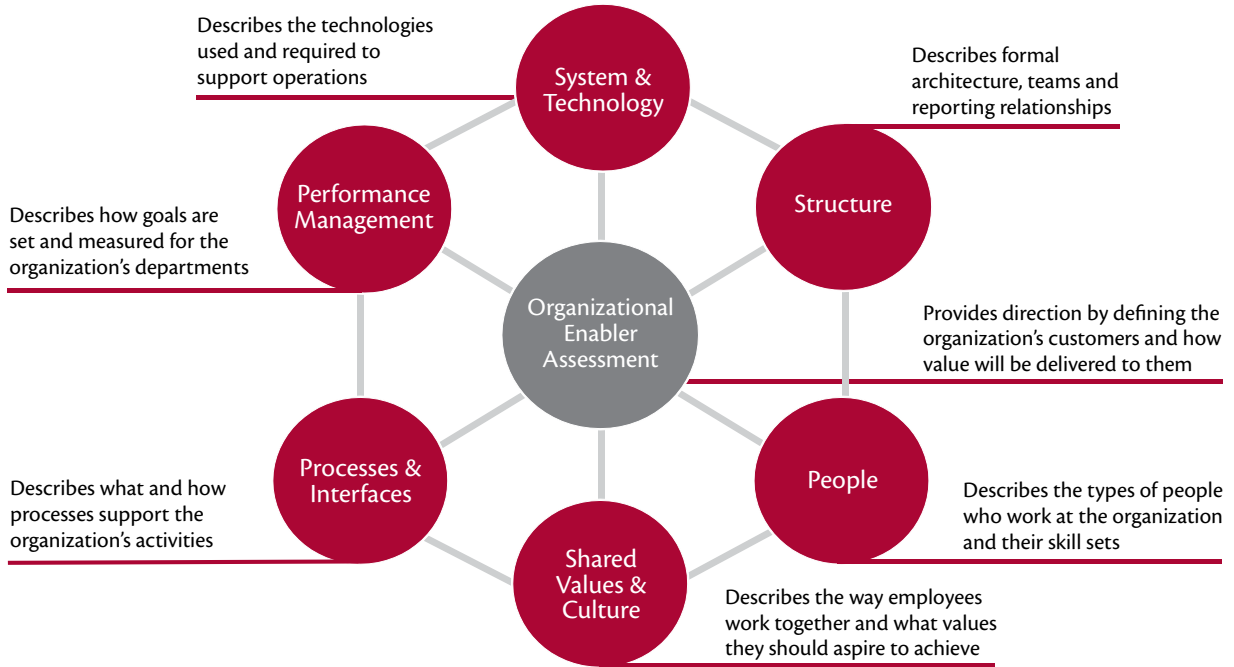 Describes the technologies
used and required to
support operations
System &
Technology
Describes formal
architecture, teams and
reporting relationships
Performance
Management
Structure
Describes how goals are
set and measured for the
organization’s departments
Organizational
Enabler
Assessment
Provides direction by defining the
organization’s customers and how
value will be delivered to them
Processes &
Interfaces
People
Describes what and how
processes support the
organization’s activities
Describes the types of people
who work at the organization
and their skill sets
Shared
Values &
Culture
Describes the way employees
work together and what values
they should aspire to achieve